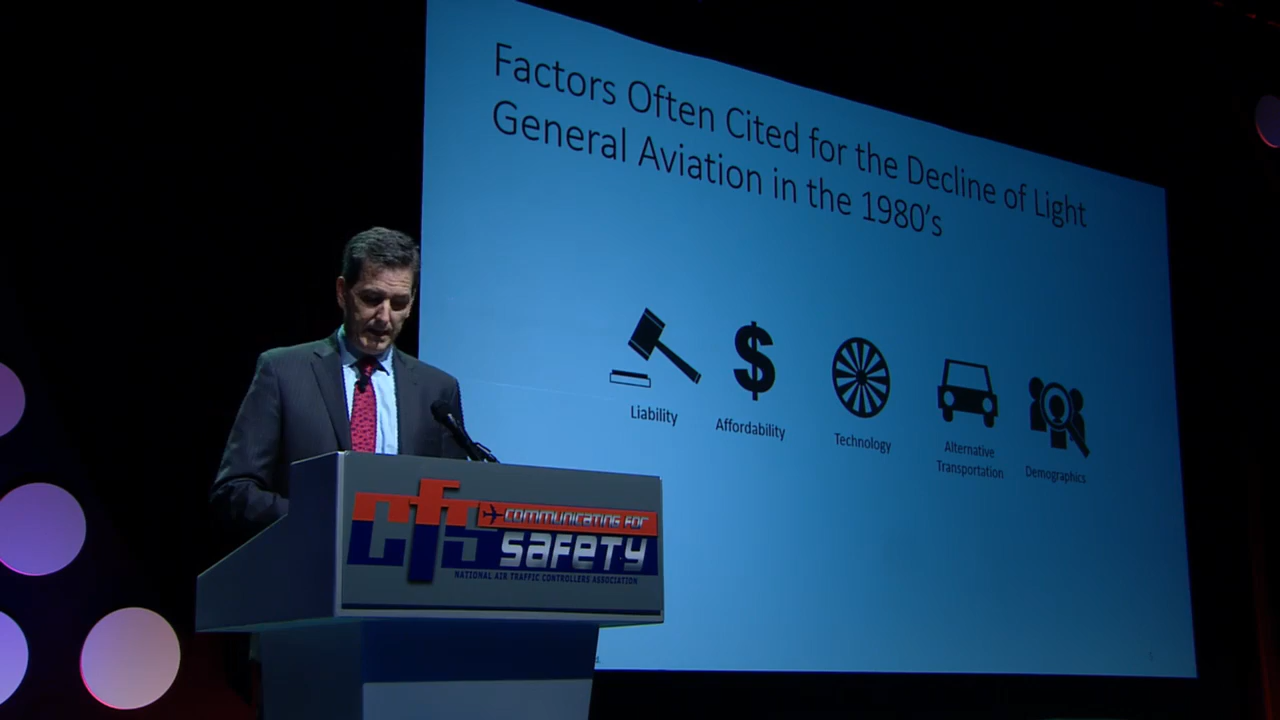 Factors Often Cited for the Decline of Light
General Aviation in the 1980's
$
Liability
Affordability
Technology
Alternative
Transportation
Demographics
cfs
COMMUNICATING FOR
SAFETY
NATIONAL AIR TRAFFIC CONTROLLERS ASSOCIATION